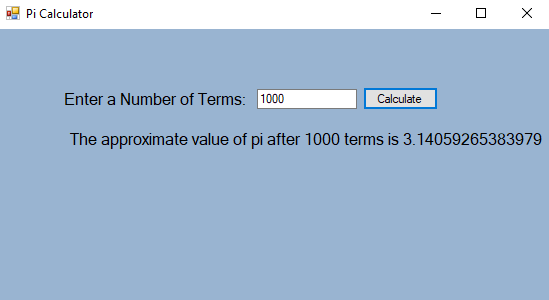 Pi Calculator
Enter a Number of Terms: 1000 Calculate
The approximate value of pi after 1000 terms is 3.14059265383979